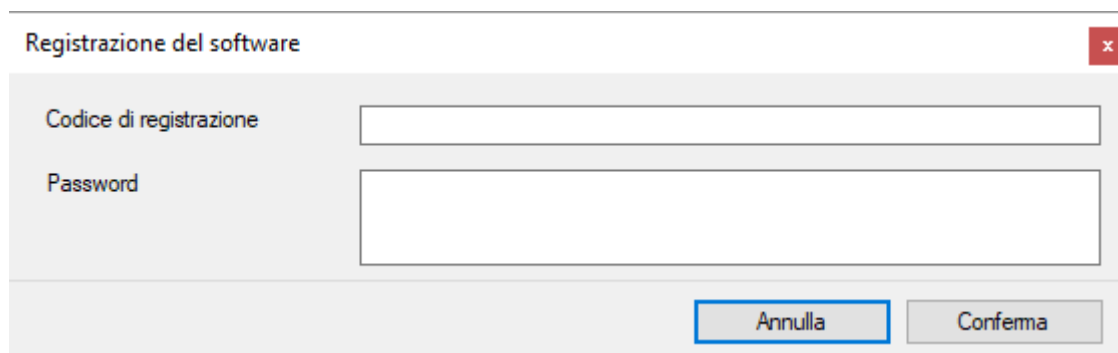 Registrazione del software
x
Codice di registrazione
Password
Annulla Conferma